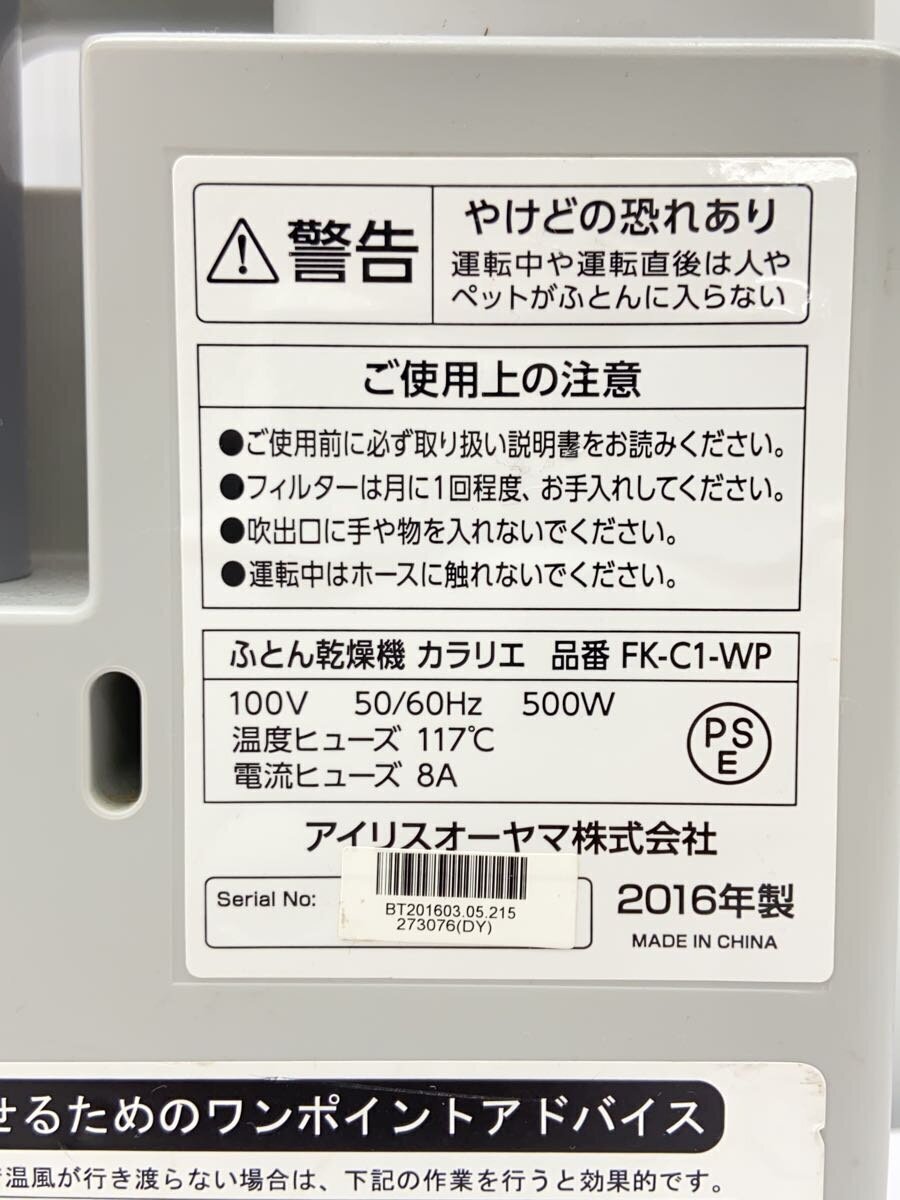 警告
やけどの恐れあり
運転中や運転直後は人や
ペットがふとんに入らない
ご使用上の注意
●ご使用前に必ず取り扱い説明書をお読みください。
●フィルターは月に1回程度、お手入れしてください。
●吹出口に手や物を入れないでください。
●運転中はホースに触れないでください。
ふとん乾燥機 カラリエ 品番 FK-C1-WP
100V 50/60Hz 500W
温度ヒューズ 117℃
電流ヒューズ 8A
PSE
アイリスオーヤマ株式会社
Serial No:
BT201603.05.215
273076(DY)
2016年製
MADE IN CHINA
せるためのワンポイントアドバイス
温風が行き渡らない場合は、下記の作業を行うと効果的です。